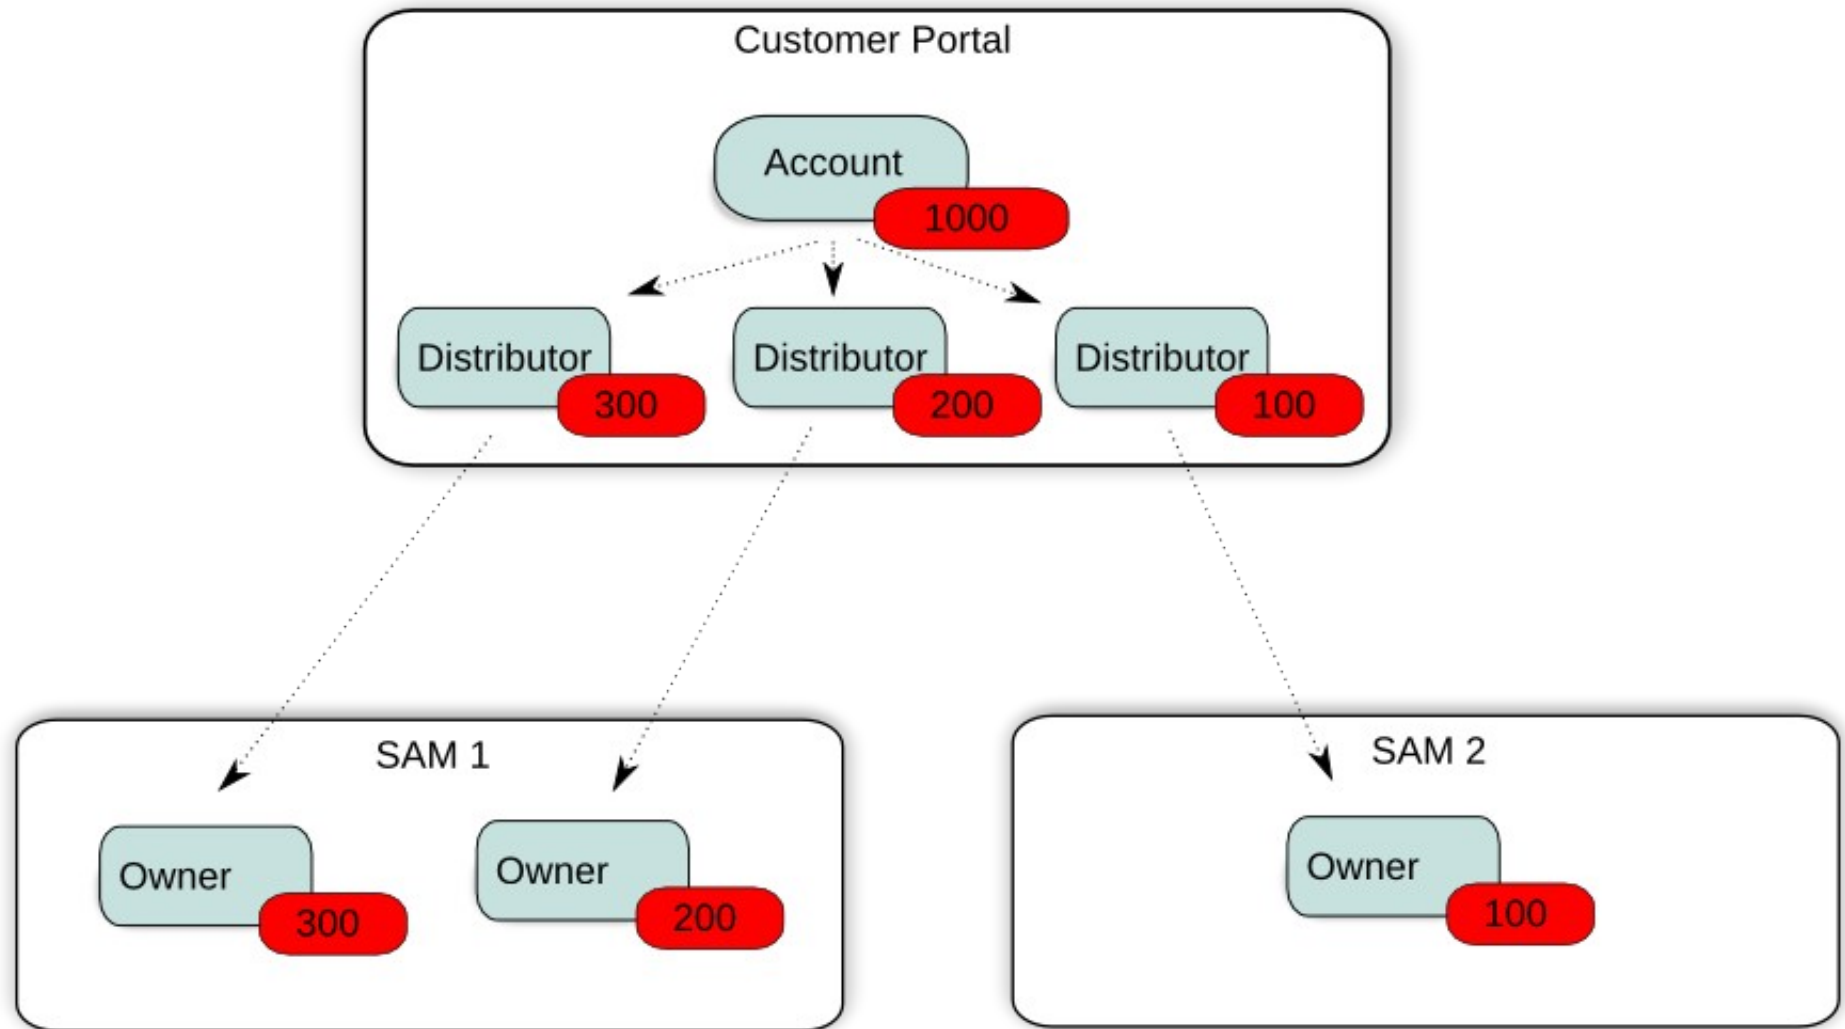 Customer Portal
Account
1000
Distributor
300
Distributor
200
Distributor
100
SAM 1
Owner
300
Owner
200
SAM 2
Owner
100